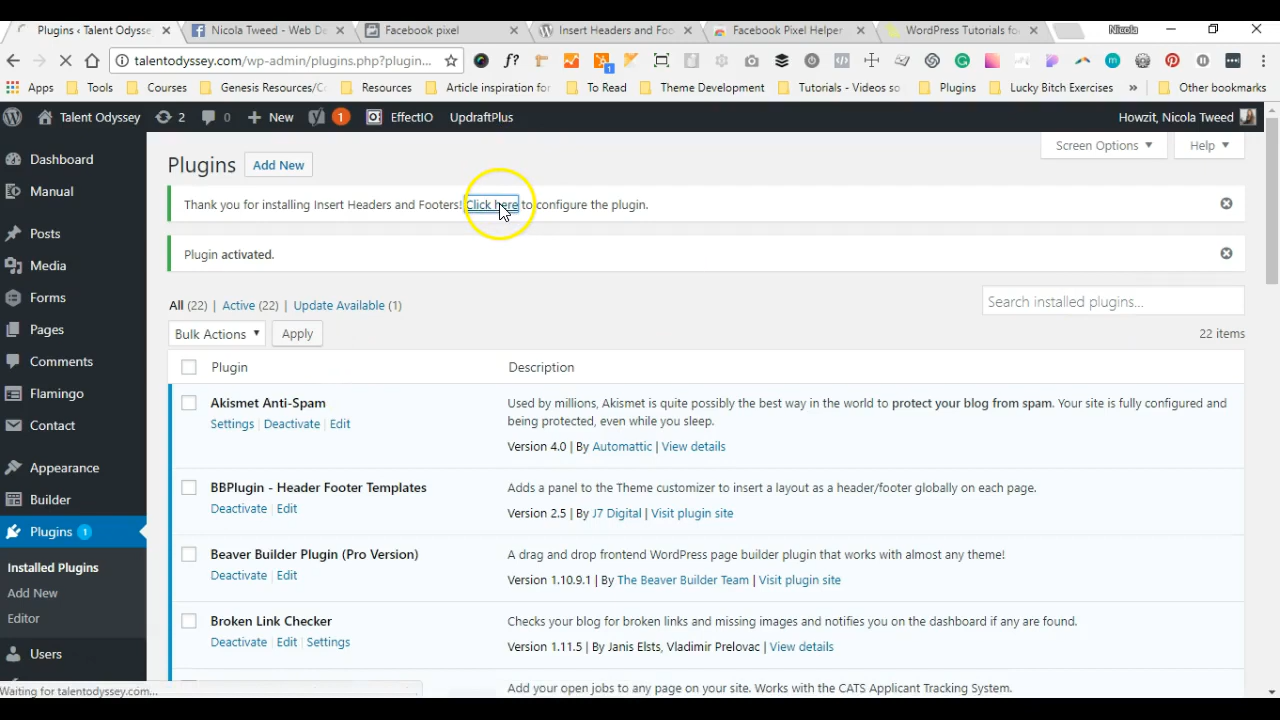 Plugins ‹ Talent Odysse
Nicola Tweed - Web De
Facebook pixel
Insert Headers and Foo
Facebook Pixel Helper
WordPress Tutorials fo
Nicola
talentodyssey.com/wp-admin/plugins.php?plugin...
f?
1
Apps
Tools
Courses
Genesis Resources/C
Resources
Article inspiration for
To Read
Theme Development
Tutorials - Videos so
Plugins
Lucky Bitch Exercises
»
Other bookmarks
Talent Odyssey
2
0
New
1
EffectIO
UpdraftPlus
Howzit, Nicola Tweed
Dashboard
Manual
Posts
Media
Forms
Pages
Comments
Flamingo
Contact
Appearance
Builder
Plugins 1
Installed Plugins
Add New
Editor
Users
Plugins Add New
Screen Options
Help
Thank you for installing Insert Headers and Footers! Click here to configure the plugin.
Plugin activated.
All (22) | Active (22) | Update Available (1)
Search installed plugins...
Bulk Actions
Apply
22 items
Plugin
Description
Akismet Anti-Spam
Settings | Deactivate | Edit
Used by millions, Akismet is quite possibly the best way in the world to protect your blog from spam. Your site is fully configured and
being protected, even while you sleep.
Version 4.0 | By Automattic | View details
BBPlugin - Header Footer Templates
Deactivate | Edit
Adds a panel to the Theme customizer to insert a layout as a header/footer globally on each page.
Version 2.5 | By J7 Digital | Visit plugin site
Beaver Builder Plugin (Pro Version)
Deactivate | Edit
A drag and drop frontend WordPress page builder plugin that works with almost any theme!
Version 1.10.9.1 | By The Beaver Builder Team | Visit plugin site
Broken Link Checker
Deactivate | Edit | Settings
Checks your blog for broken links and missing images and notifies you on the dashboard if any are found.
Version 1.11.5 | By Janis Elsts, Vladimir Prelovac | View details
Add your open jobs to any page on your site. Works with the CATS Applicant Tracking System.
Waiting for talentodyssey.com...